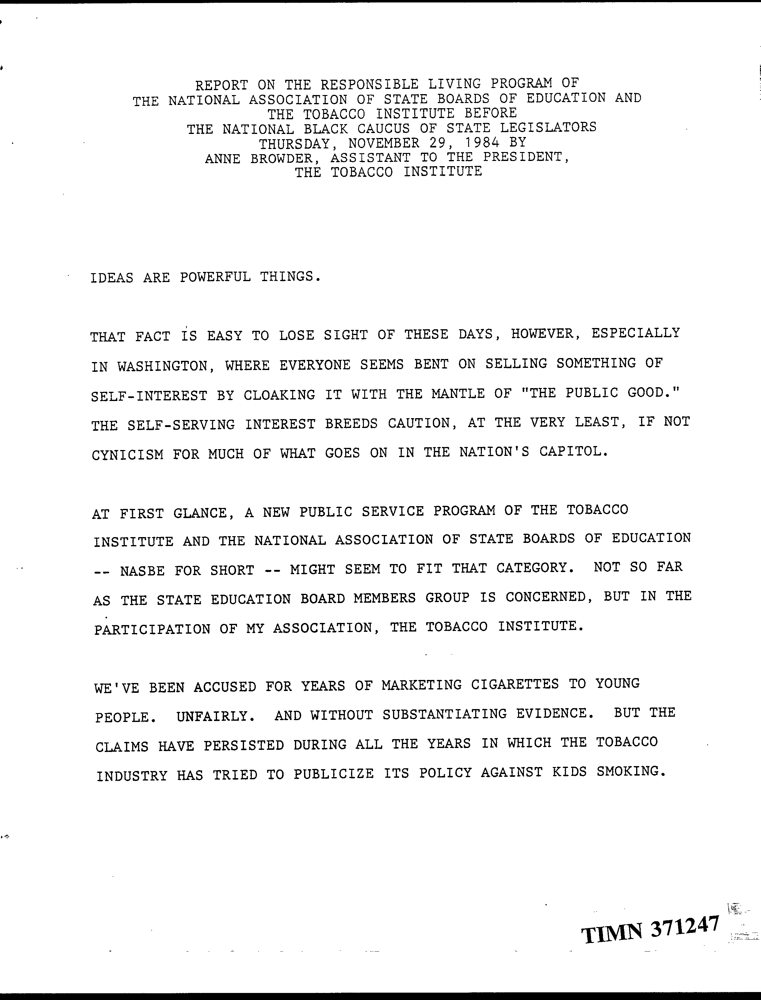 REPORT ON THE RESPONSIBLE LIVING PROGRAM OF
THE NATIONAL ASSOCIATION OF STATE BOARDS OF EDUCATION AND
THE TOBACCO INSTITUTE BEFORE
THE NATIONAL BLACK CAUCUS OF STATE LEGISLATORS
THURSDAY, NOVEMBER 29, 1984 BY
ANNE BROWDER, ASSISTANT TO THE PRESIDENT,
THE TOBACCO INSTITUTE
IDEAS ARE POWERFUL THINGS.
THAT FACT IS EASY TO LOSE SIGHT OF THESE DAYS, HOWEVER, ESPECIALLY
IN WASHINGTON, WHERE EVERYONE SEEMS BENT ON SELLING SOMETHING OF
SELF-INTEREST BY CLOAKING IT WITH THE MANTLE OF "THE PUBLIC GOOD."
THE SELF-SERVING INTEREST BREEDS CAUTION, AT THE VERY LEAST, IF NOT
CYNICISM FOR MUCH OF WHAT GOES ON IN THE NATION'S CAPITOL.
AT FIRST GLANCE, A NEW PUBLIC SERVICE PROGRAM OF THE TOBACCO
INSTITUTE AND THE NATIONAL ASSOCIATION OF STATE BOARDS OF EDUCATION
-- NASBE FOR SHORT -- MIGHT SEEM TO FIT THAT CATEGORY. NOT SO FAR
AS THE STATE EDUCATION BOARD MEMBERS GROUP IS CONCERNED, BUT IN THE
PARTICIPATION OF MY ASSOCIATION, THE TOBACCO INSTITUTE.
WE'VE BEEN ACCUSED FOR YEARS OF MARKETING CIGARETTES TO YOUNG
PEOPLE. UNFAIRLY. AND WITHOUT SUBSTANTIATING EVIDENCE. BUT THE
CLAIMS HAVE PERSISTED DURING ALL THE YEARS IN WHICH THE TOBACCO
INDUSTRY HAS TRIED TO PUBLICIZE ITS POLICY AGAINST KIDS SMOKING.
TIMN 371247